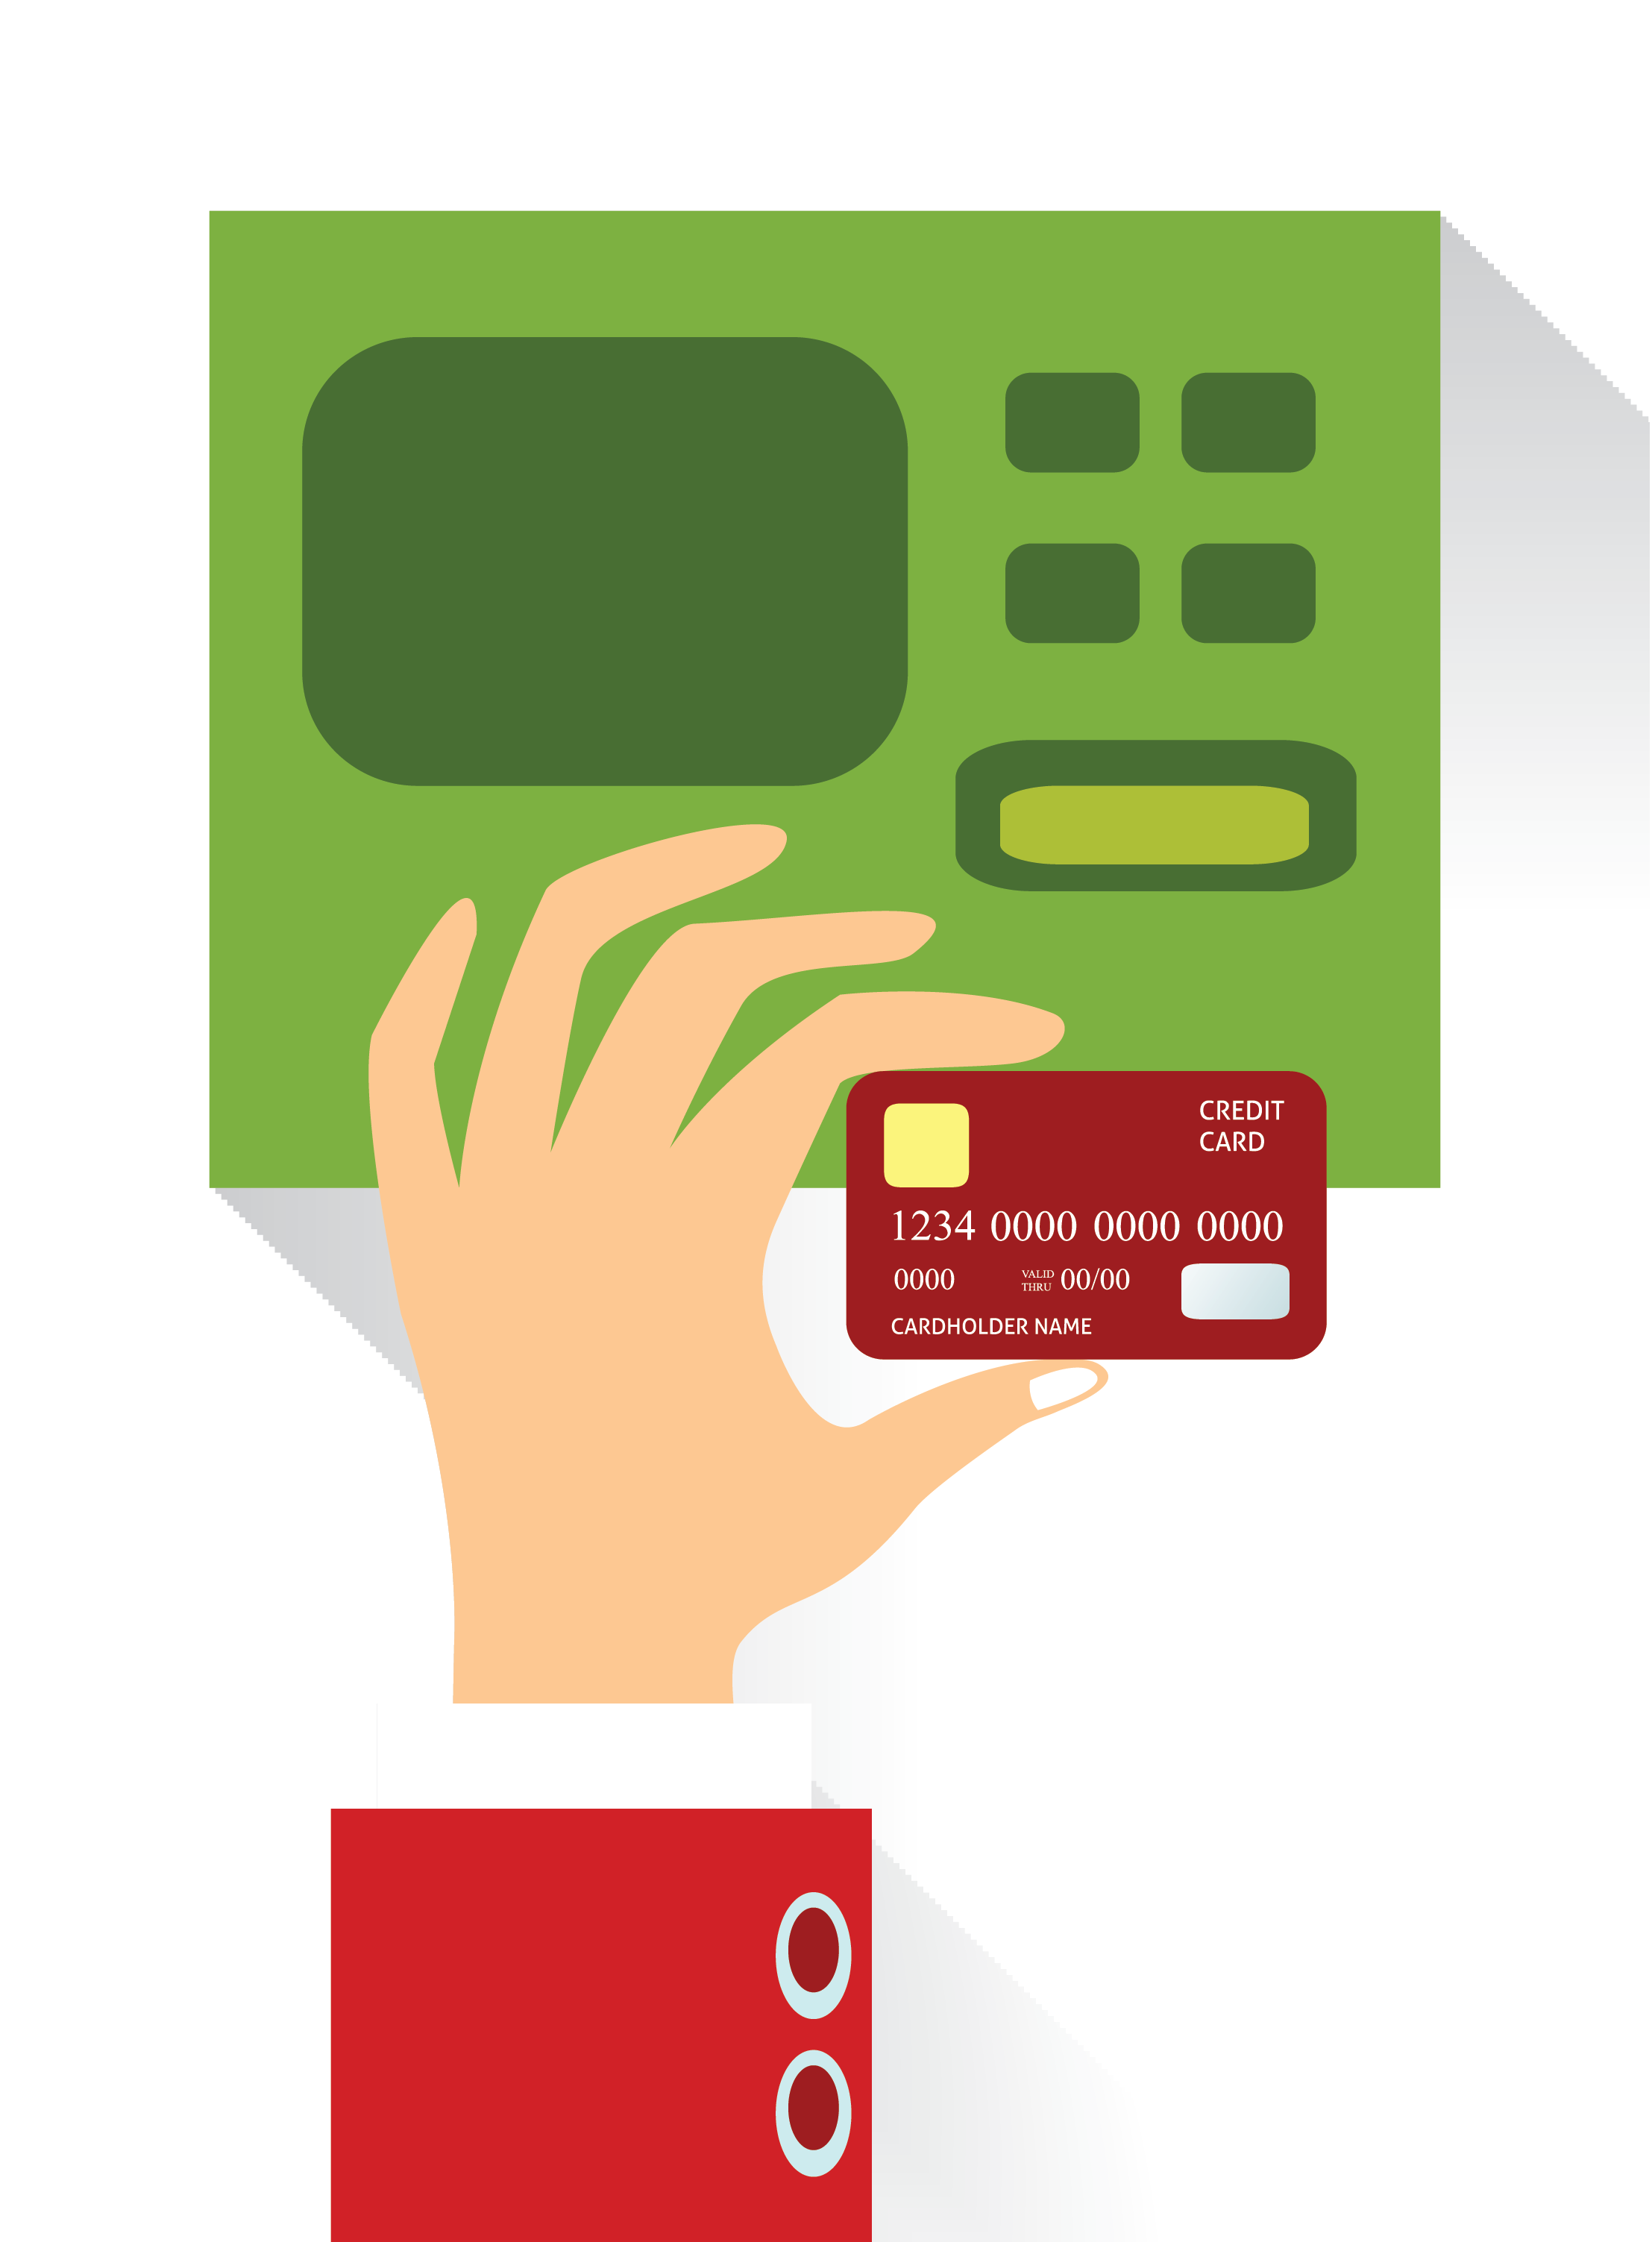 CREDIT
CARD
1234 0000 0000 0000
0000 VALID THRU 00/00
CARDHOLDER NAME